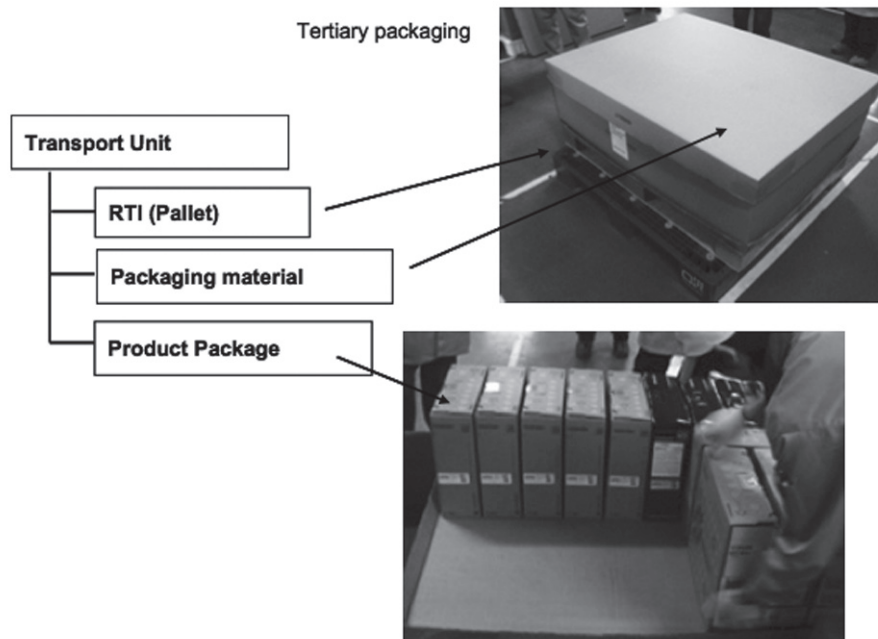 Tertiary packaging
Transport Unit
RTI (Pallet)
Packaging material
Product Package